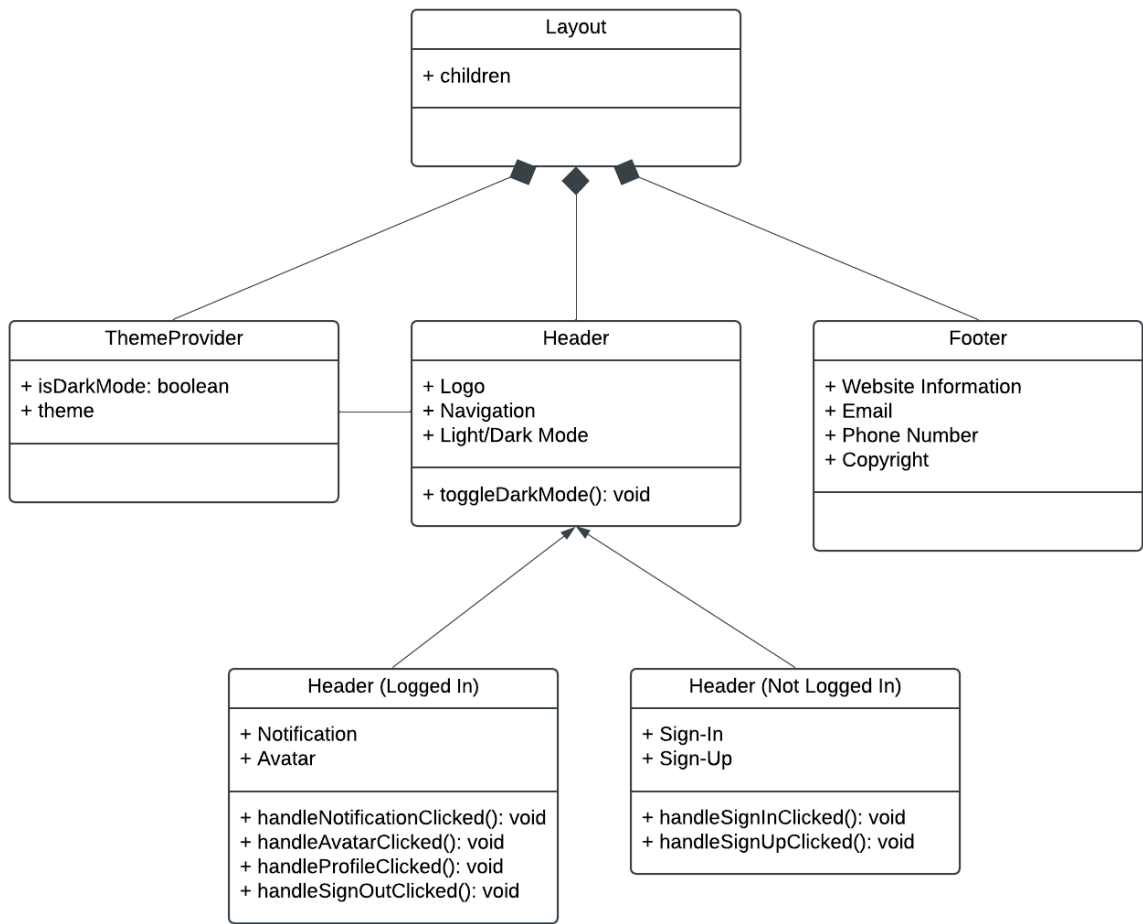 Layout
+ children
ThemeProvider
+ isDarkMode: boolean
+ theme
Header
+ Logo
+ Navigation
+ Light/Dark Mode
+ toggleDarkMode(): void
Footer
+ Website Information
+ Email
+ Phone Number
+ Copyright
Header (Logged In)
+ Notification
+ Avatar
+ handleNotificationClicked(): void
+ handleAvatarClicked(): void
+ handleProfileClicked(): void
+ handleSignOutClicked(): void
Header (Not Logged In)
+ Sign-In
+ Sign-Up
+ handleSignInClicked(): void
+ handleSignUpClicked(): void